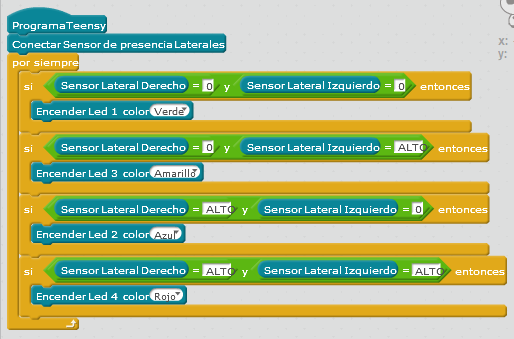 ProgramaTeensy
Conectar Sensor de presencia Laterales
por siempre
si Sensor Lateral Derecho = 0 y Sensor Lateral Izquierdo = 0 entonces
Encender Led 1 color Verde
si Sensor Lateral Derecho = 0 y Sensor Lateral Izquierdo = ALTO entonces
Encender Led 3 color Amarillo
si Sensor Lateral Derecho = ALTO y Sensor Lateral Izquierdo = 0 entonces
Encender Led 2 color Azul
si Sensor Lateral Derecho = ALTO y Sensor Lateral Izquierdo = ALTO entonces
Encender Led 4 color Rojo
x:
y: